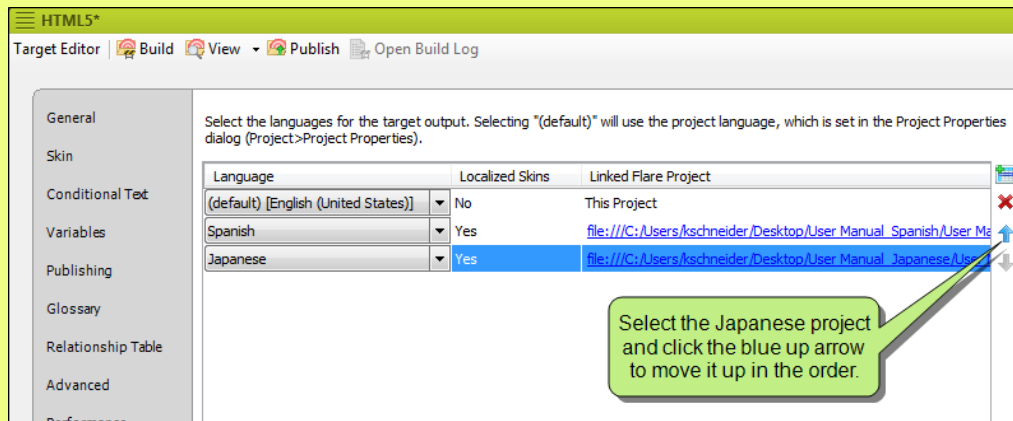 HTML5*
Target Editor Build View Publish Open Build Log
General
Skin
Conditional Text
Variables
Publishing
Glossary
Relationship Table
Advanced
Select the languages for the target output. Selecting "(default)" will use the project language, which is set in the Project Properties
dialog (Project>Project Properties).
Language Localized Skins Linked Flare Project
(default) [English (United States)] No This Project
Spanish Yes file:///C:/Users/kschneider/Desktop/User Manual_Spanish/User Ma
Japanese Yes file:///C:/Users/kschneider/Desktop/User Manual_Japanese/User
Select the Japanese project
and click the blue up arrow
to move it up in the order.